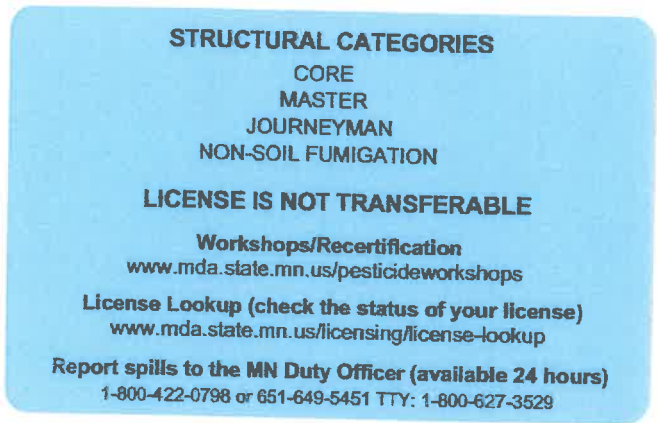 STRUCTURAL CATEGORIES
CORE
MASTER
JOURNEYMAN
NON-SOIL FUMIGATION
LICENSE IS NOT TRANSFERABLE
Workshops/Recertification
www.mda.state.mn.us/pesticideworkshops
License Lookup (check the status of your license)
www.mda.state.mn.us/licensing/license-lookup
Report spills to the MN Duty Officer (available 24 hours)
1-800-422-0798 or 651-649-5451 TTY: 1-800-627-3529